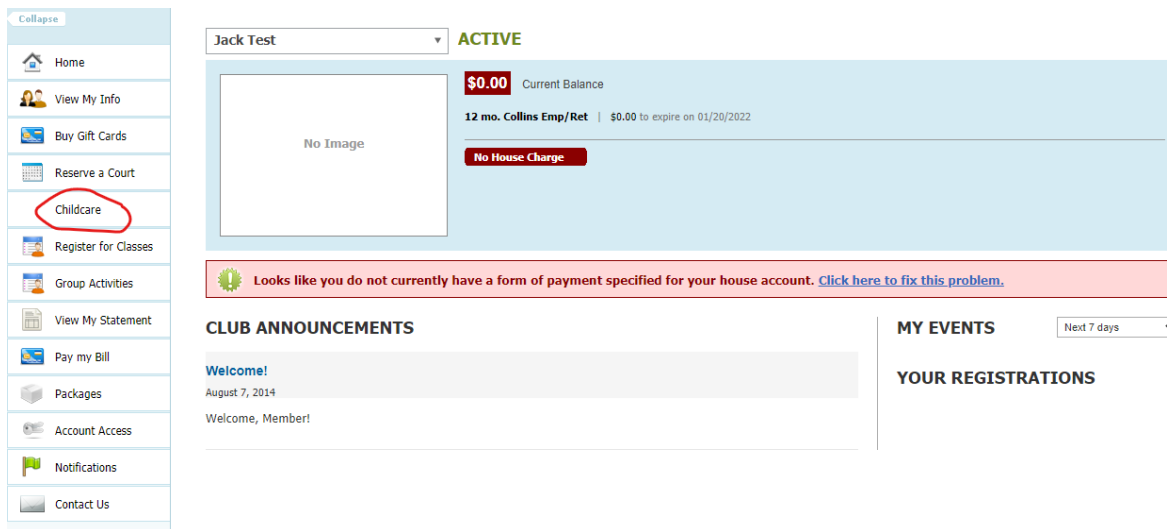 Collapse
Home
View My Info
Buy Gift Cards
Reserve a Court
Childcare
Register for Classes
Group Activities
View My Statement
Pay my Bill
Packages
Account Access
Notifications
Contact Us
Jack Test ACTIVE
No Image
$0.00 Current Balance
12 mo. Collins Emp/Ret | $0.00 to expire on 01/20/2022
No House Charge
Looks like you do not currently have a form of payment specified for your house account. Click here to fix this problem.
CLUB ANNOUNCEMENTS
Welcome!
August 7, 2014
Welcome, Member!
MY EVENTS Next 7 days
YOUR REGISTRATIONS